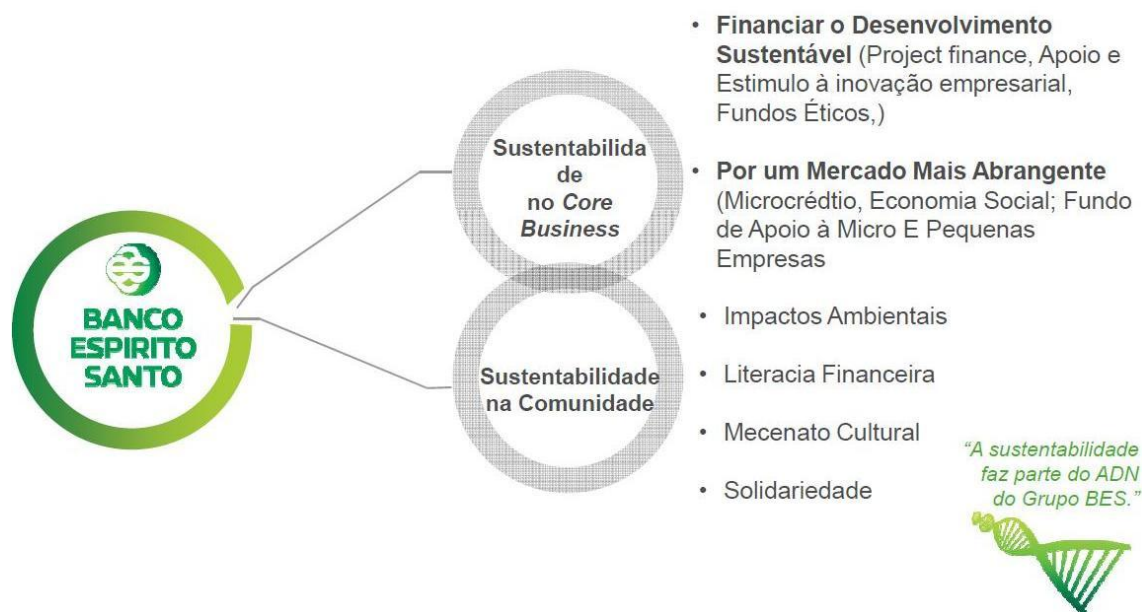 BANCO
ESPIRITO
SANTO
Sustentabilida
de
no Core
Business
Sustentabilidade
na Comunidade
• Financiar o Desenvolvimento
Sustentável (Project finance, Apoio e
Estimulo à inovação empresarial,
Fundos Éticos,)
• Por um Mercado Mais Abrangente
(Microcrédtio, Economia Social; Fundo
de Apoio à Micro E Pequenas
Empresas
• Impactos Ambientais
• Literacia Financeira
• Mecenato Cultural
• Solidariedade
“A sustentabilidade
faz parte do ADN
do Grupo BES.”